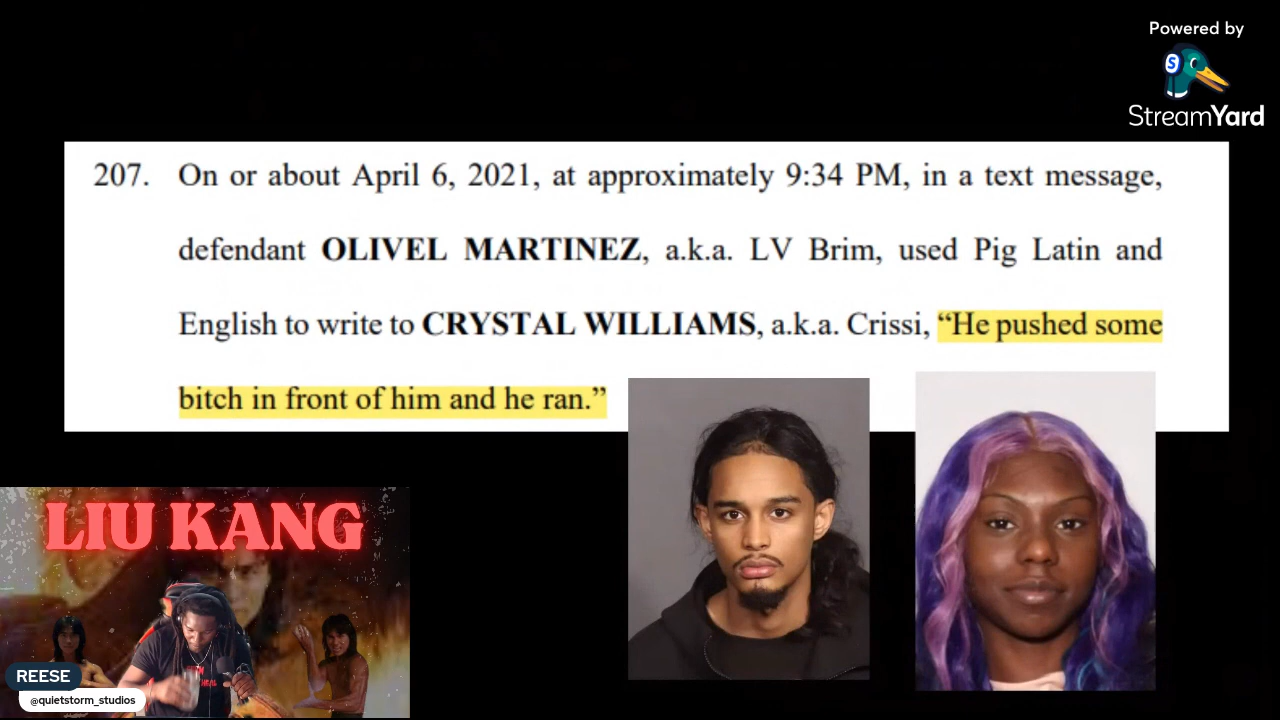 Powered by
StreamYard
207. On or about April 6, 2021, at approximately 9:34 PM, in a text message,
defendant OLIVEL MARTINEZ, a.k.a. LV Brim, used Pig Latin and
English to write to CRYSTAL WILLIAMS, a.k.a. Crissi, “He pushed some
bitch in front of him and he ran.”
LIU KANG
REESE
@quietstorm_studios